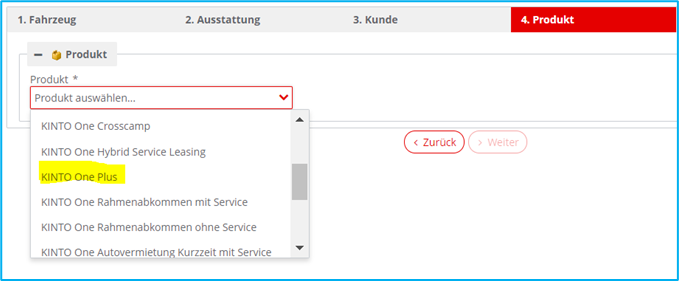 1. Fahrzeug 2. Ausstattung 3. Kunde 4. Produkt
Produkt
Produkt *
Produkt auswählen...
KINTO One Crosscamp
KINTO One Hybrid Service Leasing
KINTO One Plus
KINTO One Rahmenabkommen mit Service
KINTO One Rahmenabkommen ohne Service
KINTO One Autovermietung Kurzzeit mit Service
Zurück Weiter